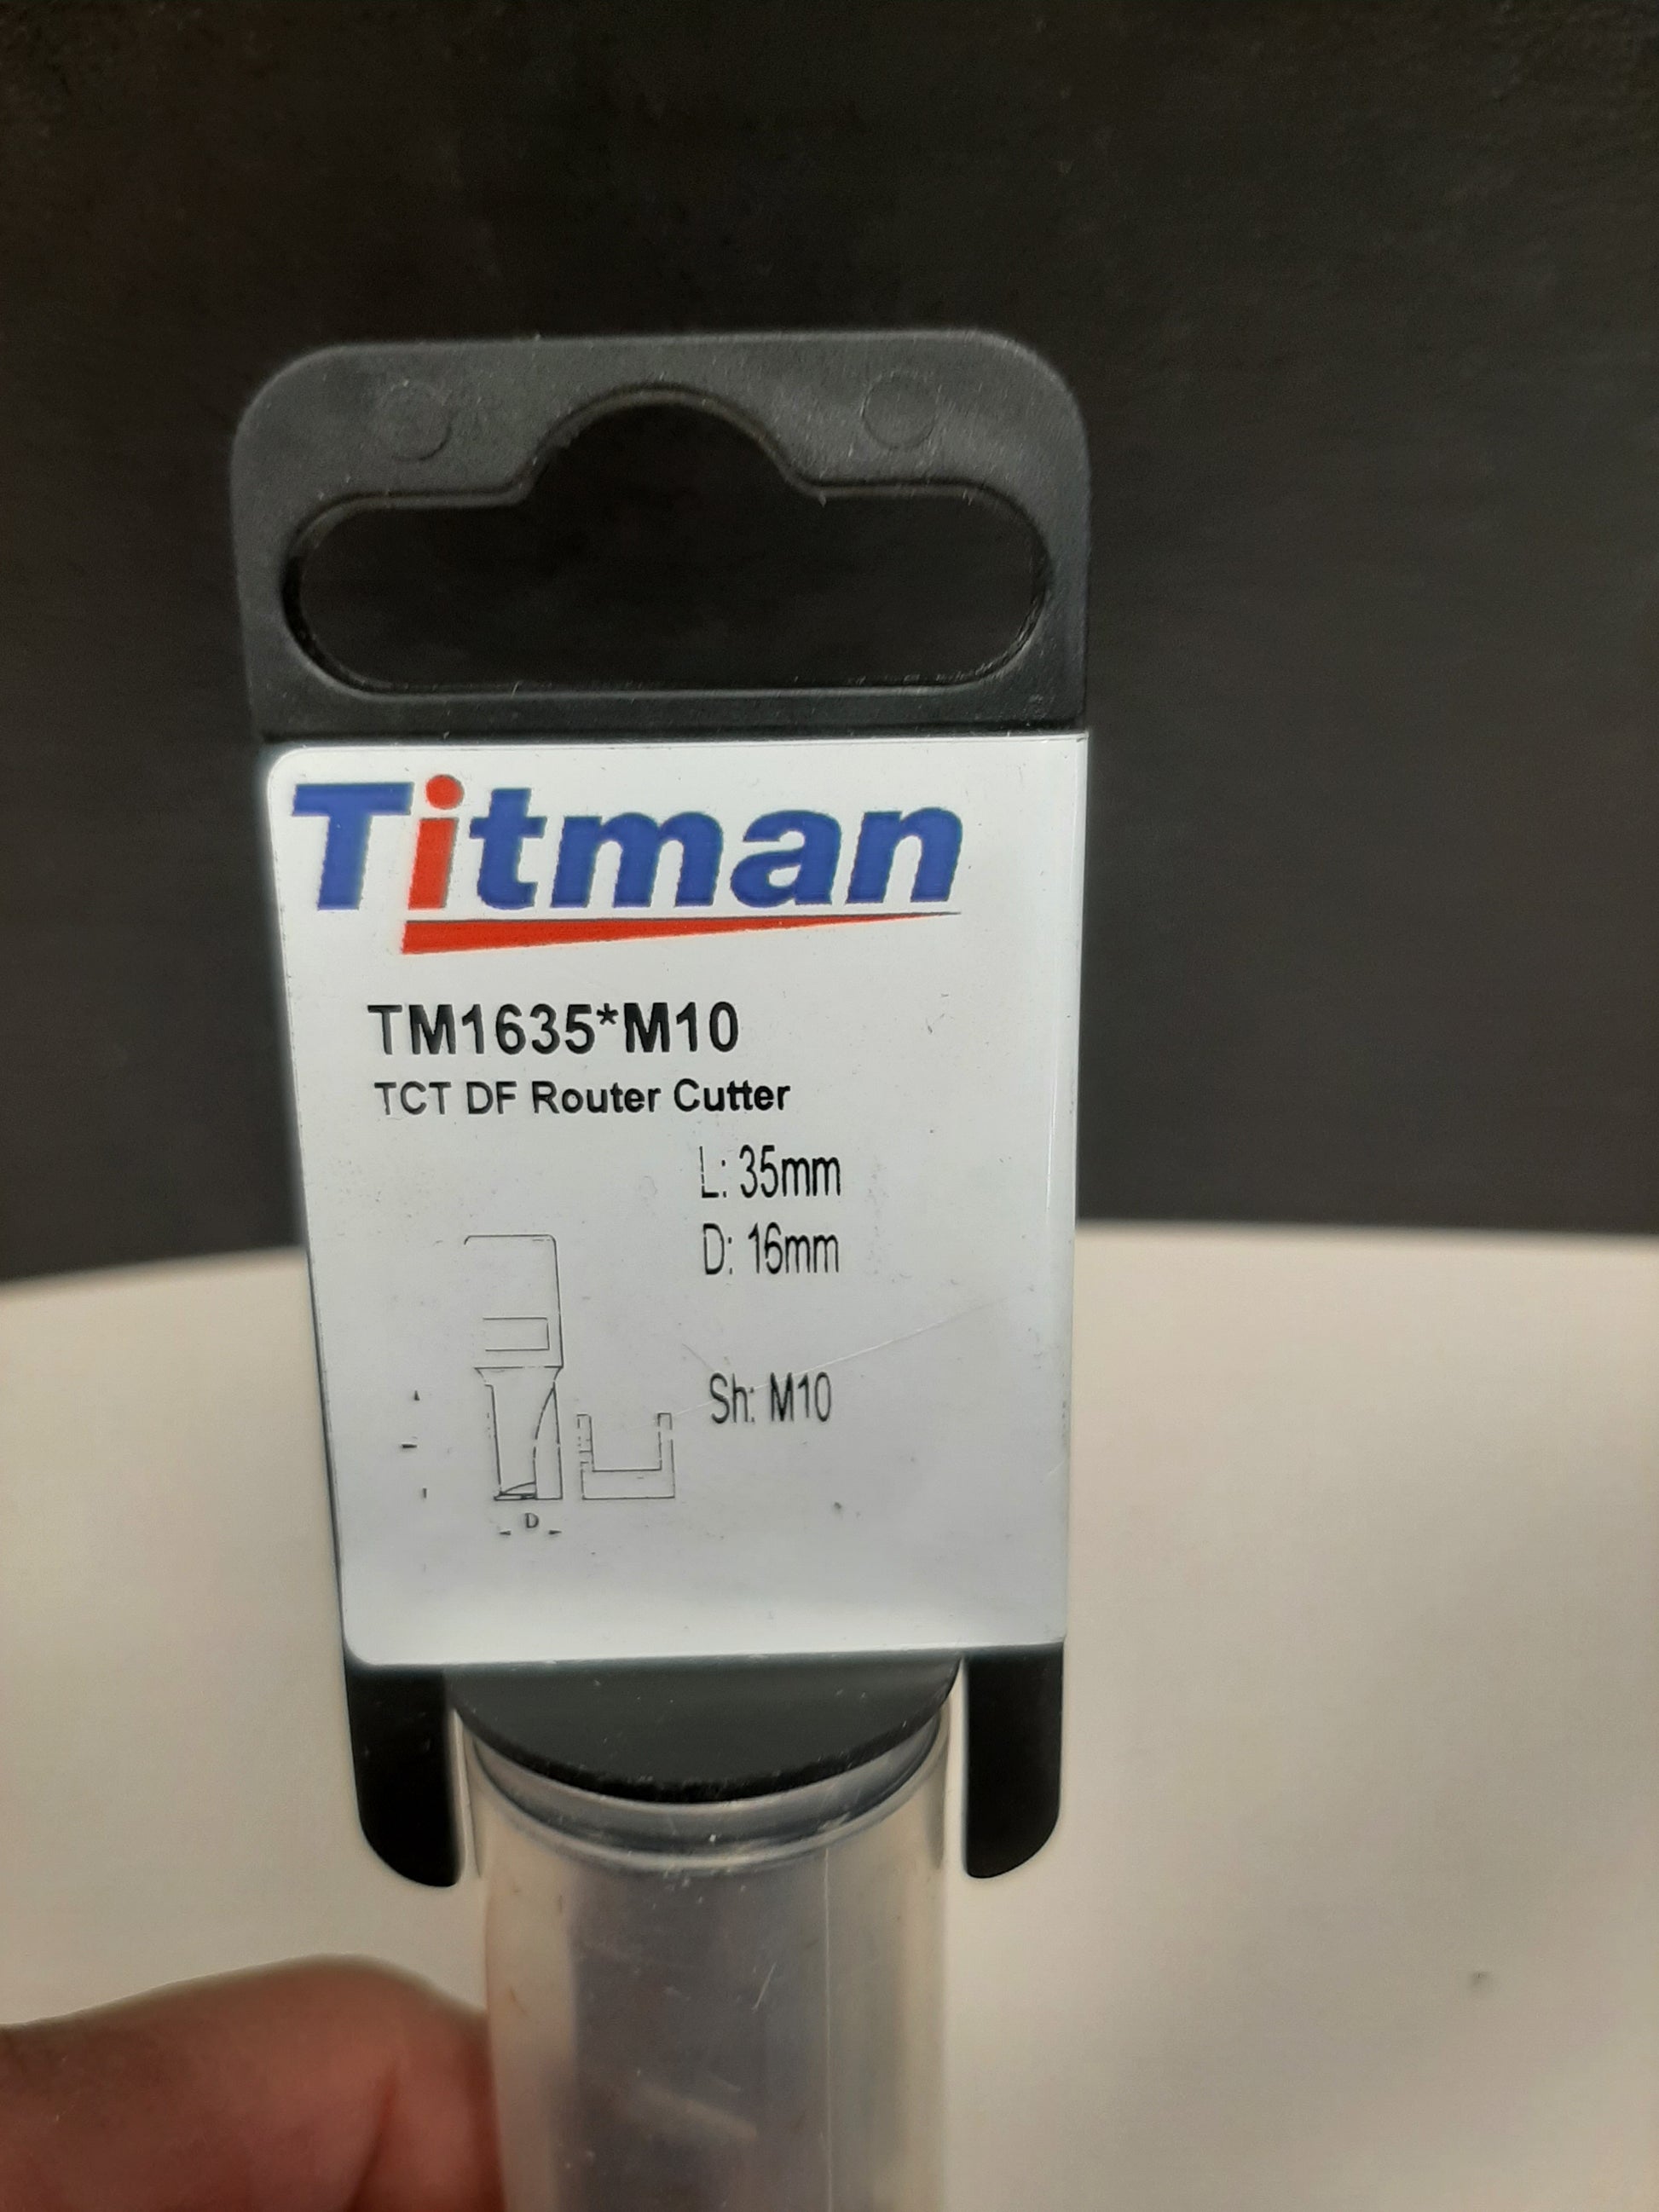 Titman
TM1635*M10
TCT DF Router Cutter
L: 35mm
D: 16mm
Sh: M10
D